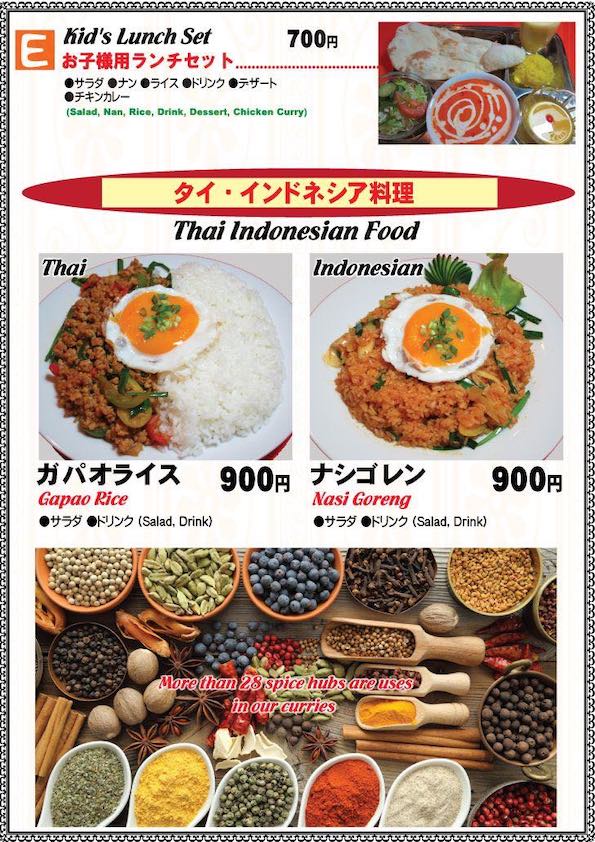 E
Kid's Lunch Set 700円
お子様用ランチセット..............................
●サラダ ●ナン ●ライス ●ドリンク ●デザート
●チキンカレー
(Salad, Nan, Rice, Drink, Dessert, Chicken Curry)
タイ・インドネシア料理
Thai Indonesian Food
Thai
Indonesian
ガパオライス 900円
Gapao Rice
●サラダ ●ドリンク (Salad, Drink)
ナシゴレン 900円
Nasi Goreng
●サラダ ●ドリンク (Salad, Drink)
More than 28 spice hubs are uses
in our curries